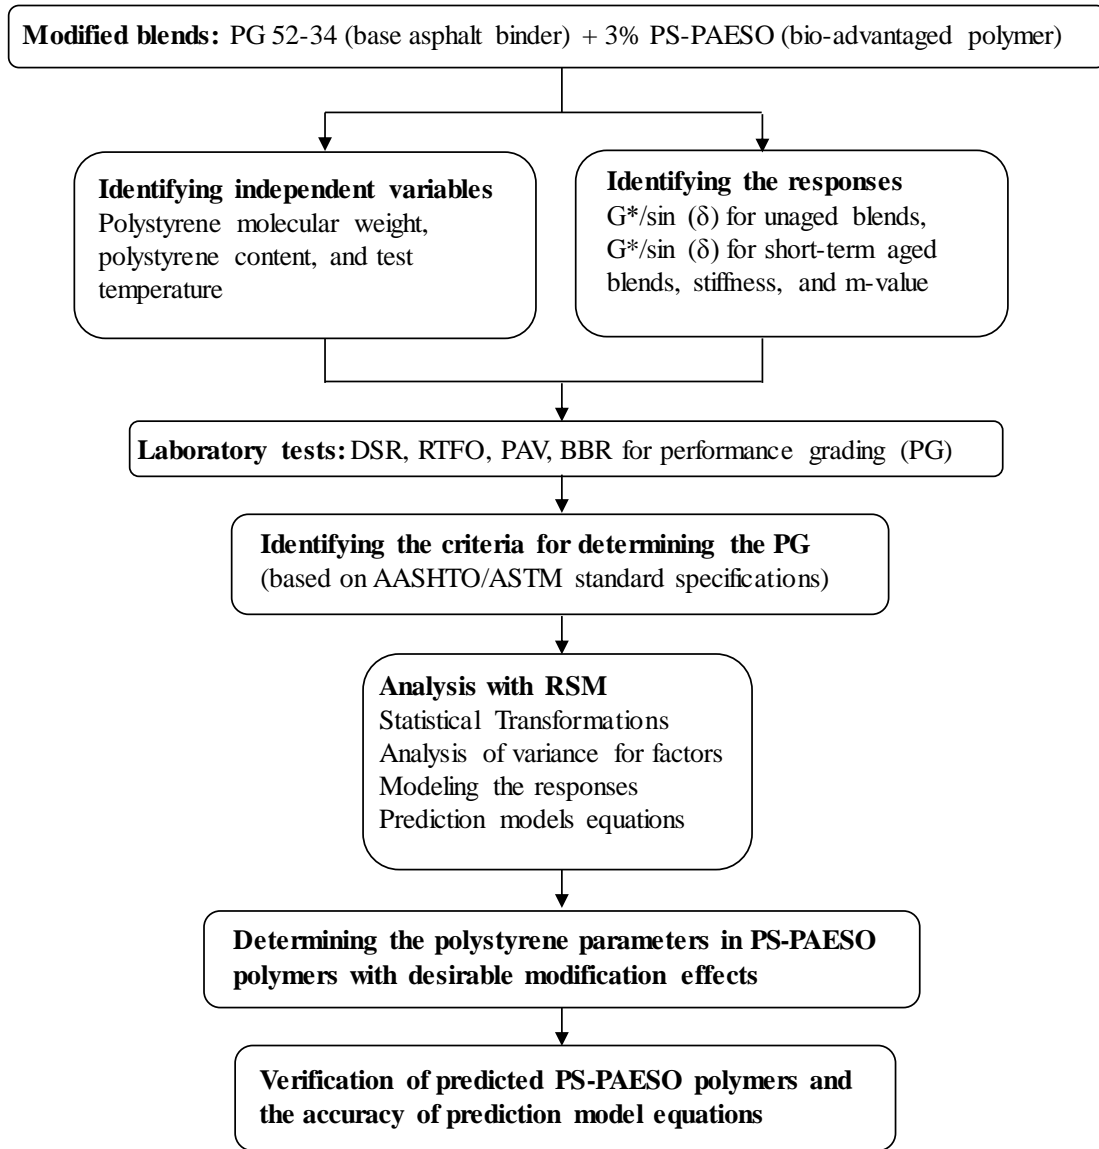 Modified blends: PG 52-34 (base asphalt binder) + 3% PS-PAESO (bio-advantaged polymer)
Identifying independent variables
Polystyrene molecular weight,
polystyrene content, and test
temperature
Identifying the responses
G*/sin (δ) for unaged blends,
G*/sin (δ) for short-term aged
blends, stiffness, and m-value
Laboratory tests: DSR, RTFO, PAV, BBR for performance grading (PG)
Identifying the criteria for determining the PG
(based on AASHTO/ASTM standard specifications)
Analysis with RSM
Statistical Transformations
Analysis of variance for factors
Modeling the responses
Prediction models equations
Determining the polystyrene parameters in PS-PAESO
polymers with desirable modification effects
Verification of predicted PS-PAESO polymers and
the accuracy of prediction model equations